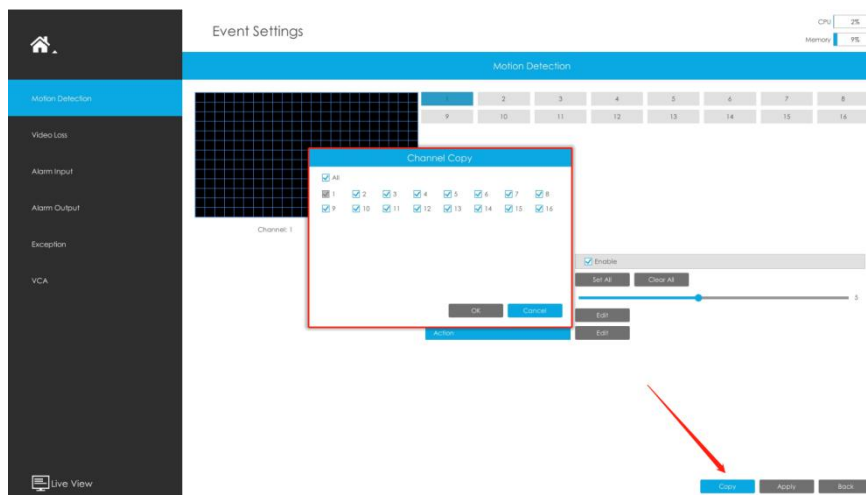 Event Settings
CPU 2%
Memory 9%
Motion Detection
Motion Detection
Video Loss
Alarm Input
Alarm Output
Exception
VCA
Live View
1 2 3 4 5 6 7 8
9 10 11 12 13 14 15 16
Channel: 1
Channel Copy
All
1 2 3 4 5 6 7 8
9 10 11 12 13 14 15 16
OK Cancel
Enable
Set All Clear All
5
Edit
Action Edit
Copy Apply Back